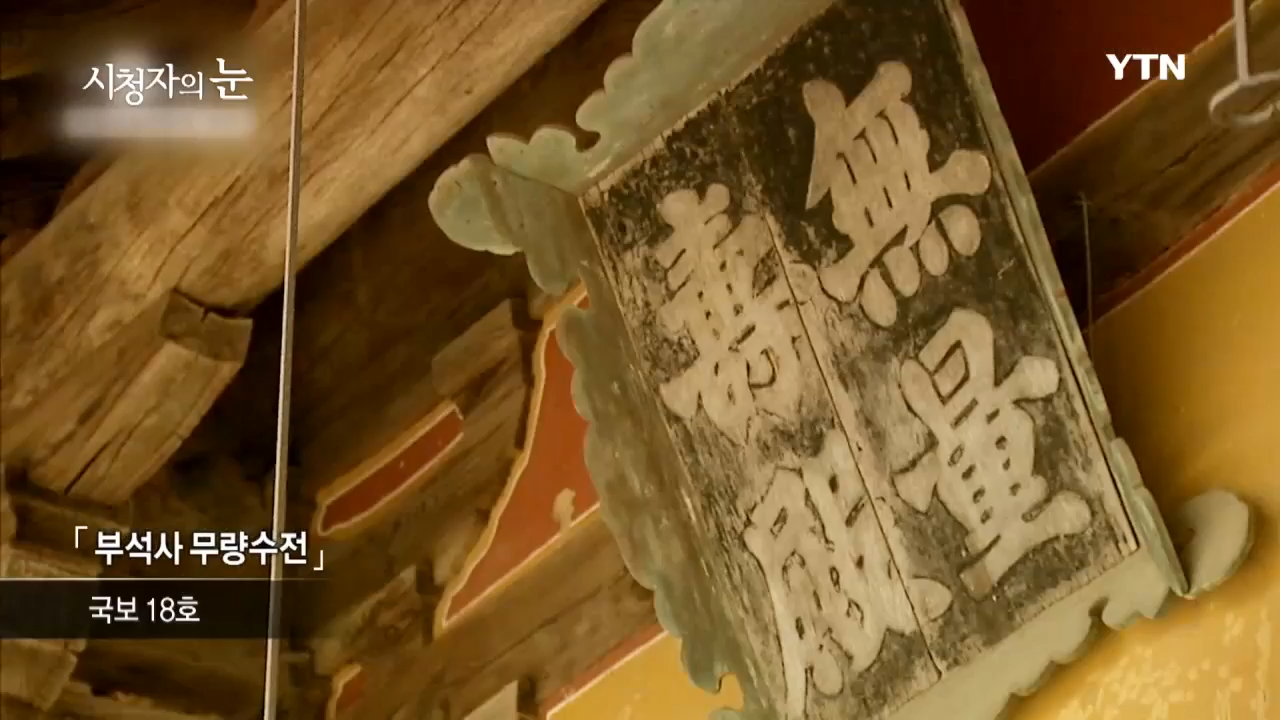 시청자의 눈
YTN
無量
壽殿
「부석사 무량수전」
국보 18호